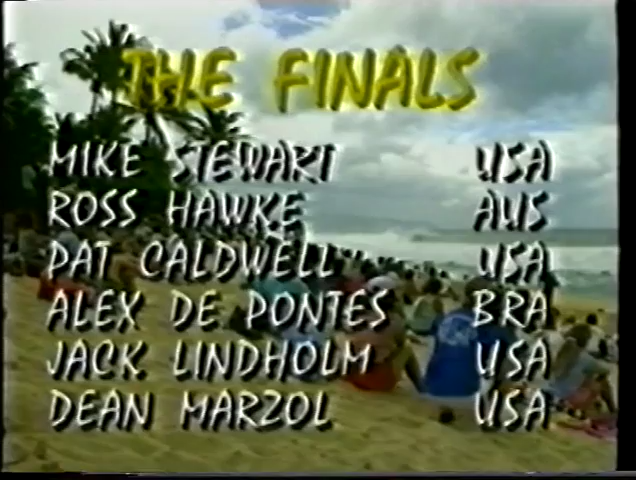 THE FINALS
MIKE STEWART USA
ROSS HAWKE AUS
PAT CALDWELL USA
ALEX DE PONTES BRA
JACK LINDHOLM USA
DEAN MARZOL USA